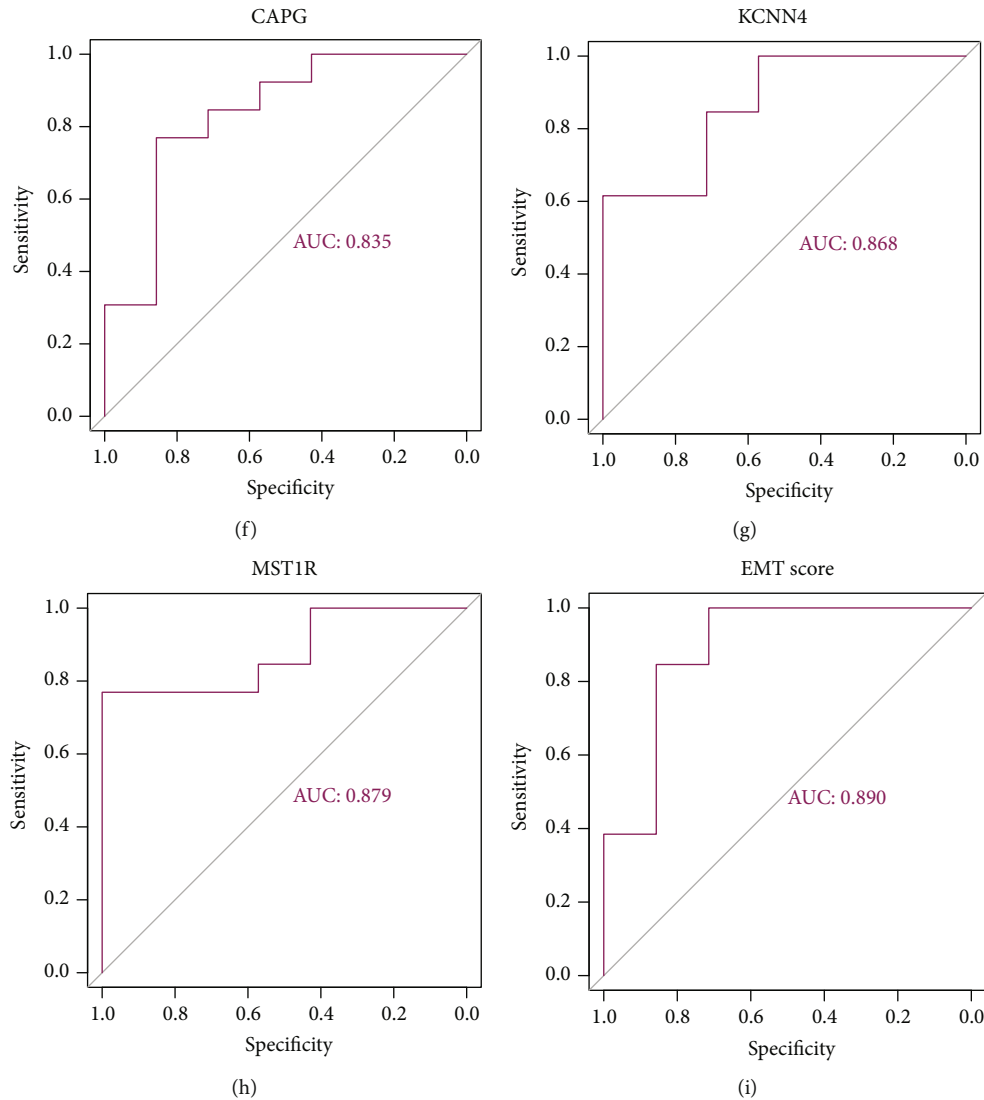 CAPG
1.0
0.8
0.6
0.4
0.2
0.0
Sensitivity
AUC: 0.835
1.0 0.8 0.6 0.4 0.2 0.0
Specificity
(f)
KCNN4
1.0
0.8
0.6
0.4
0.2
0.0
Sensitivity
AUC: 0.868
1.0 0.8 0.6 0.4 0.2 0.0
Specificity
(g)
MST1R
1.0
0.8
0.6
0.4
0.2
0.0
Sensitivity
AUC: 0.879
1.0 0.8 0.6 0.4 0.2 0.0
Specificity
(h)
EMT score
1.0
0.8
0.6
0.4
0.2
0.0
Sensitivity
AUC: 0.890
1.0 0.8 0.6 0.4 0.2 0.0
Specificity
(i)